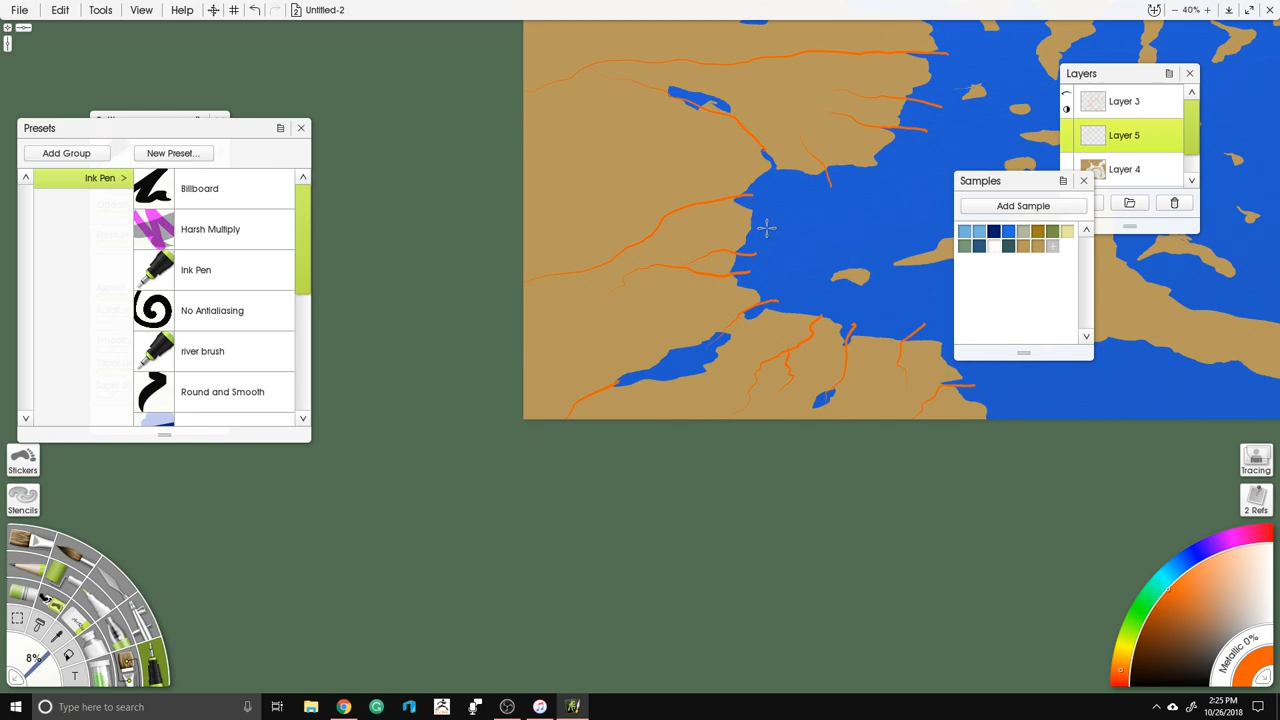 File Edit Tools View Help Untitled-2 40%
Layers
Layer 3
Layer 5
Layer 4
Presets
Add Group New Preset...
Ink Pen >
Billboard
Harsh Multiply
Ink Pen
No Antialiasing
river brush
Round and Smooth
Samples
Add Sample
Stickers
Stencils
Tracing
2 Refs
8%
T
Metallic 0%
Type here to search
2:25 PM
10/26/2018